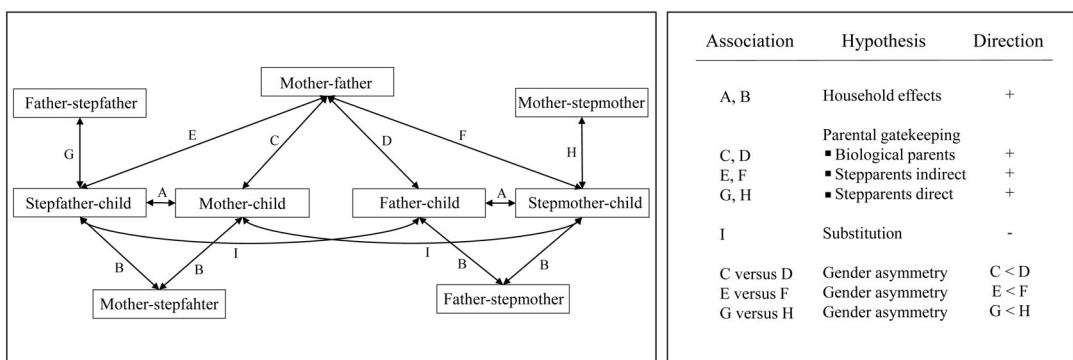 Mother-father
Father-stepfather
Mother-stepmother
E
C
D
F
G
H
Stepfather-child
A
Mother-child
Father-child
A
Stepmother-child
I
I
B
B
B
B
Mother-stepfahter
Father-stepmother
Association Hypothesis Direction
A, B Household effects +
Parental gatekeeping
C, D ▪ Biological parents +
E, F ▪ Stepparents indirect +
G, H ▪ Stepparents direct +
I Substitution -
C versus D Gender asymmetry C < D
E versus F Gender asymmetry E < F
G versus H Gender asymmetry G < H